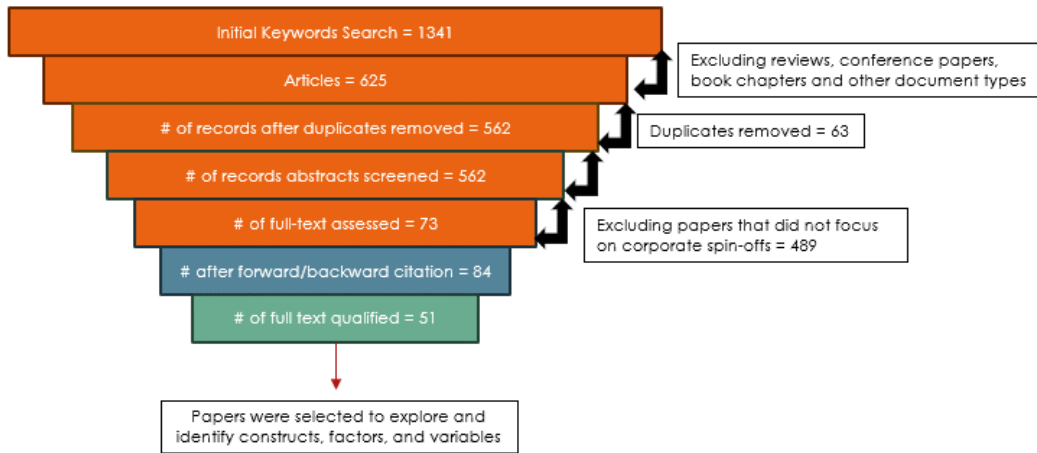 Initial Keywords Search = 1341
Excluding reviews, conference papers,
book chapters and other document types
Articles = 625
# of records after duplicates removed = 562
Duplicates removed = 63
# of records abstracts screened = 562
# of full-text assessed = 73
Excluding papers that did not focus
on corporate spin-offs = 489
# after forward/backward citation = 84
# of full text qualified = 51
Papers were selected to explore and
identify constructs, factors, and variables